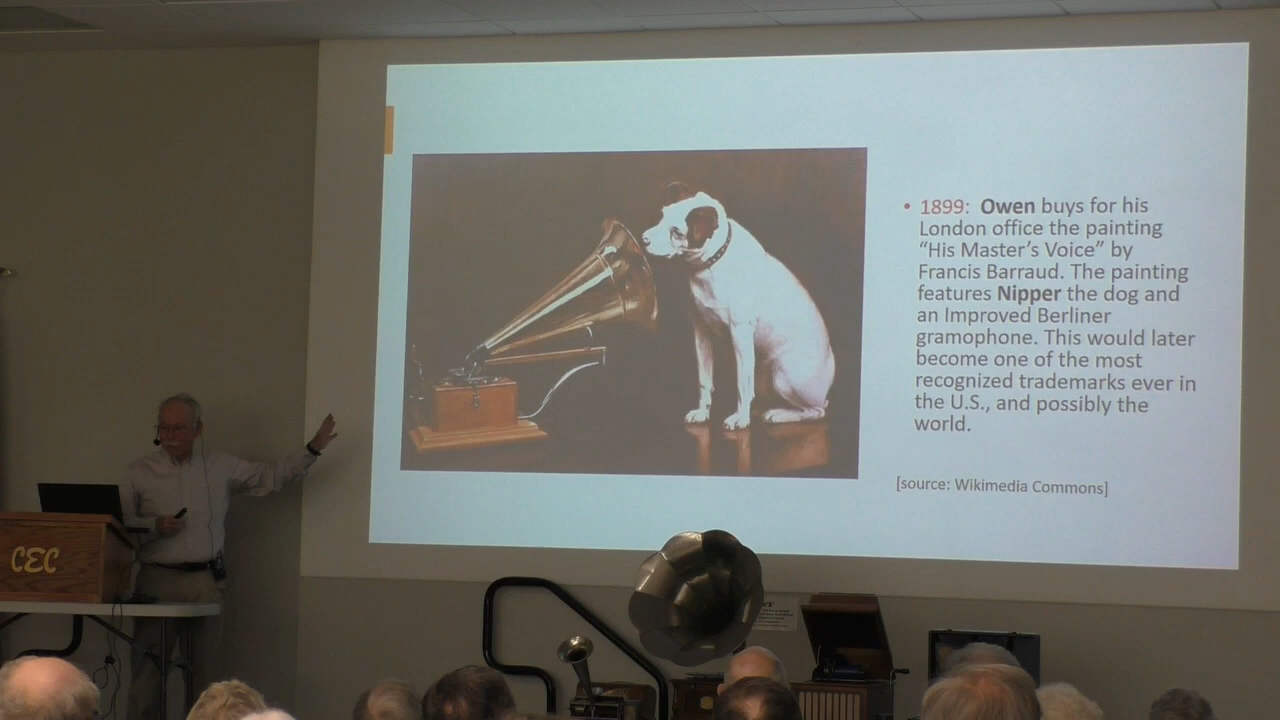 • 1899: Owen buys for his
London office the painting
“His Master’s Voice” by
Francis Barraud. The painting
features Nipper the dog and
an Improved Berliner
gramophone. This would later
become one of the most
recognized trademarks ever in
the U.S., and possibly the
world.
[source: Wikimedia Commons]
CEC